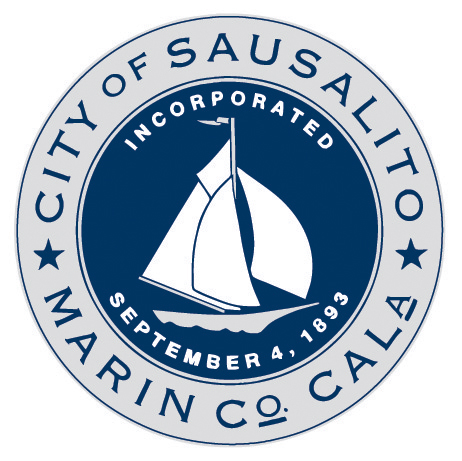 CITY OF SAUSALITO
INCORPORATED
SEPTEMBER 4, 1893
MARIN CO. CALA